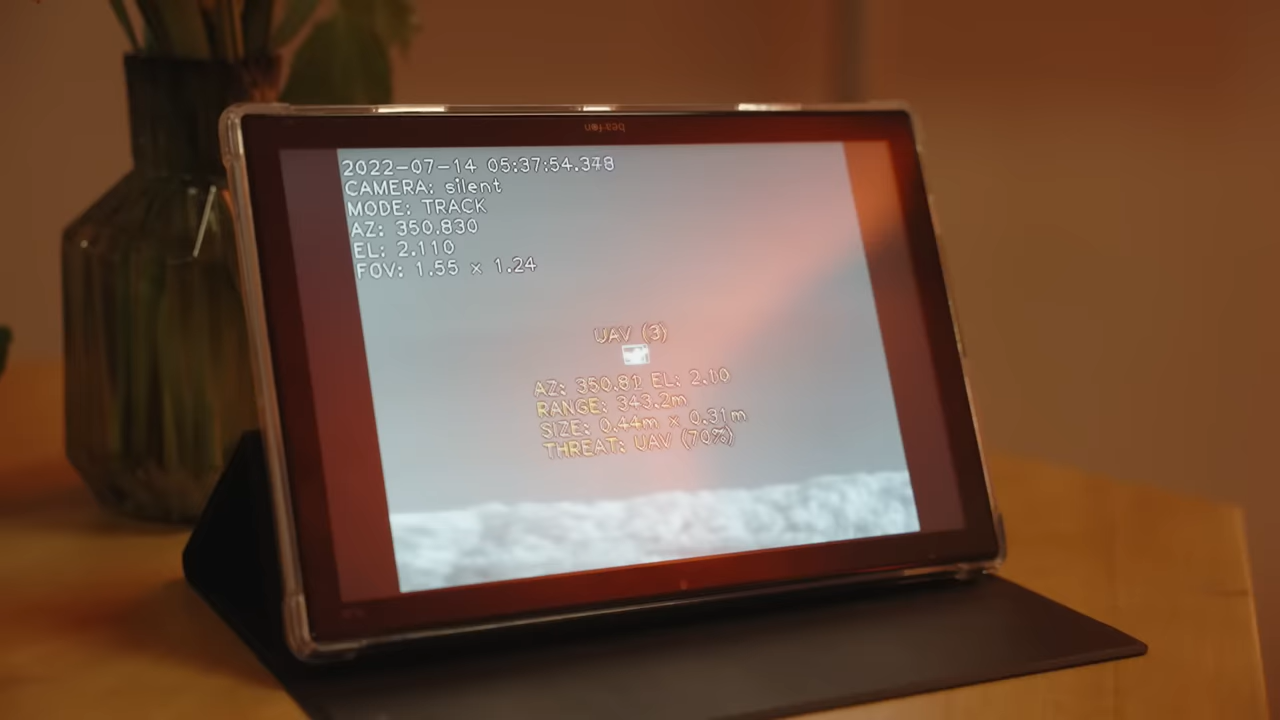 bea-fon
2022-07-14 05:37:54.378
CAMERA: silent
MODE: TRACK
AZ: 350.830
EL: 2.110
FOV: 1.55 x 1.24
UAV (3)
AZ: 350.81 EL: 2.10
RANGE: 343.2m
SIZE: 0.44m x 0.31m
THREAT: UAV (70%)